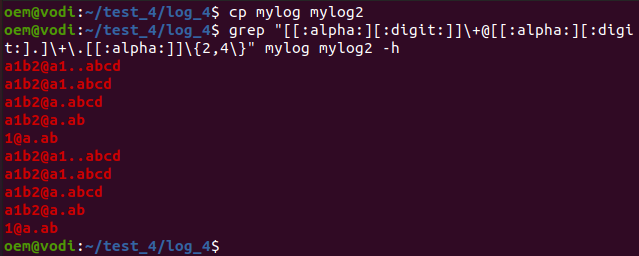 oem@vodi:~/test_4/log_4$ cp mylog mylog2
oem@vodi:~/test_4/log_4$ grep "[[:alpha:][:digit:]]\+@[[:alpha:][:digi
t:].]\+\.[[:alpha:]]\{2,4\}" mylog mylog2 -h
a1b2@a1..abcd
a1b2@a1.abcd
a1b2@a.abcd
a1b2@a.ab
1@a.ab
a1b2@a1..abcd
a1b2@a1.abcd
a1b2@a.abcd
a1b2@a.ab
1@a.ab
oem@vodi:~/test_4/log_4$